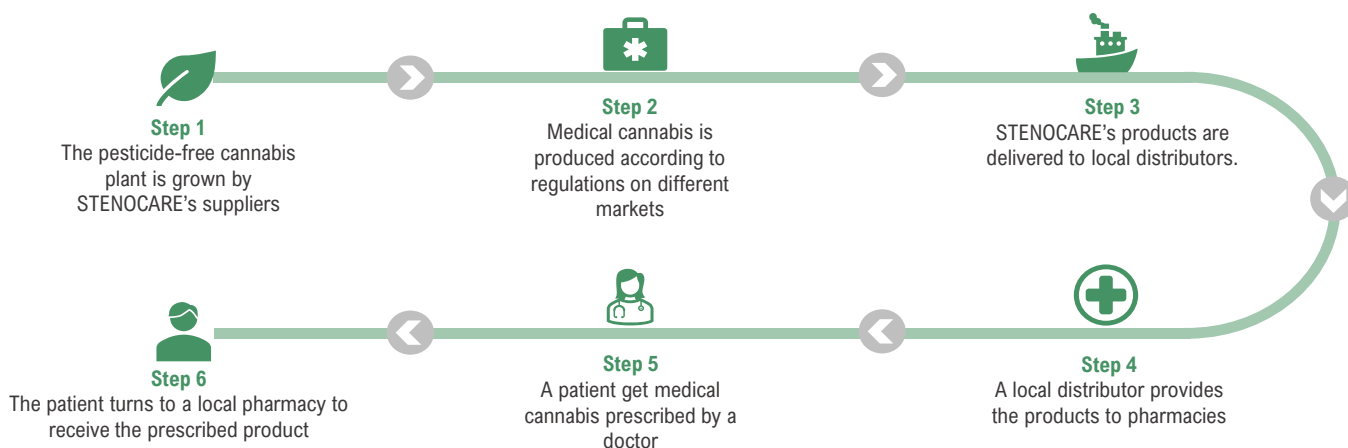 Step 1
The pesticide-free cannabis
plant is grown by
STENOCARE's suppliers
Step 2
Medical cannabis is
produced according to
regulations on different
markets
Step 3
STENOCARE's products are
delivered to local distributors.
Step 4
A local distributor provides
the products to pharmacies
Step 5
A patient get medical
cannabis prescribed by a
doctor
Step 6
The patient turns to a local pharmacy to
receive the prescribed product